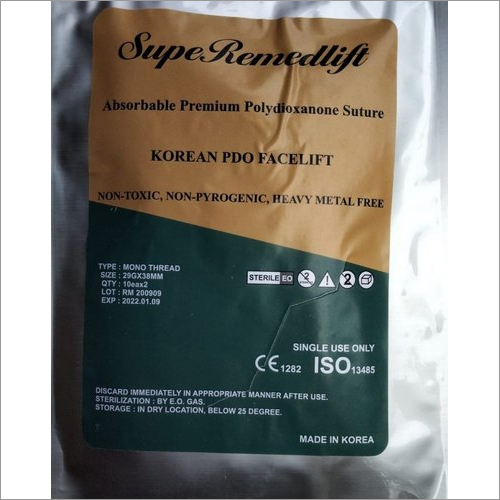 SupeRemedlift
Absorbable Premium Polydioxanone Suture
KOREAN PDO FACELIFT
NON-TOXIC, NON-PYROGENIC, HEAVY METAL FREE
TYPE : MONO THREAD
SIZE : 29GX38MM
QTY : 10eax2
LOT : RM 200909
EXP : 2022.01.09
STERILE EO 2 2
SINGLE USE ONLY
CE 1282 ISO 13485
DISCARD IMMEDIATELY IN APPROPRIATE MANNER AFTER USE.
STERILIZATION : BY E.O. GAS.
STORAGE : IN DRY LOCATION, BELOW 25 DEGREE.
MADE IN KOREA